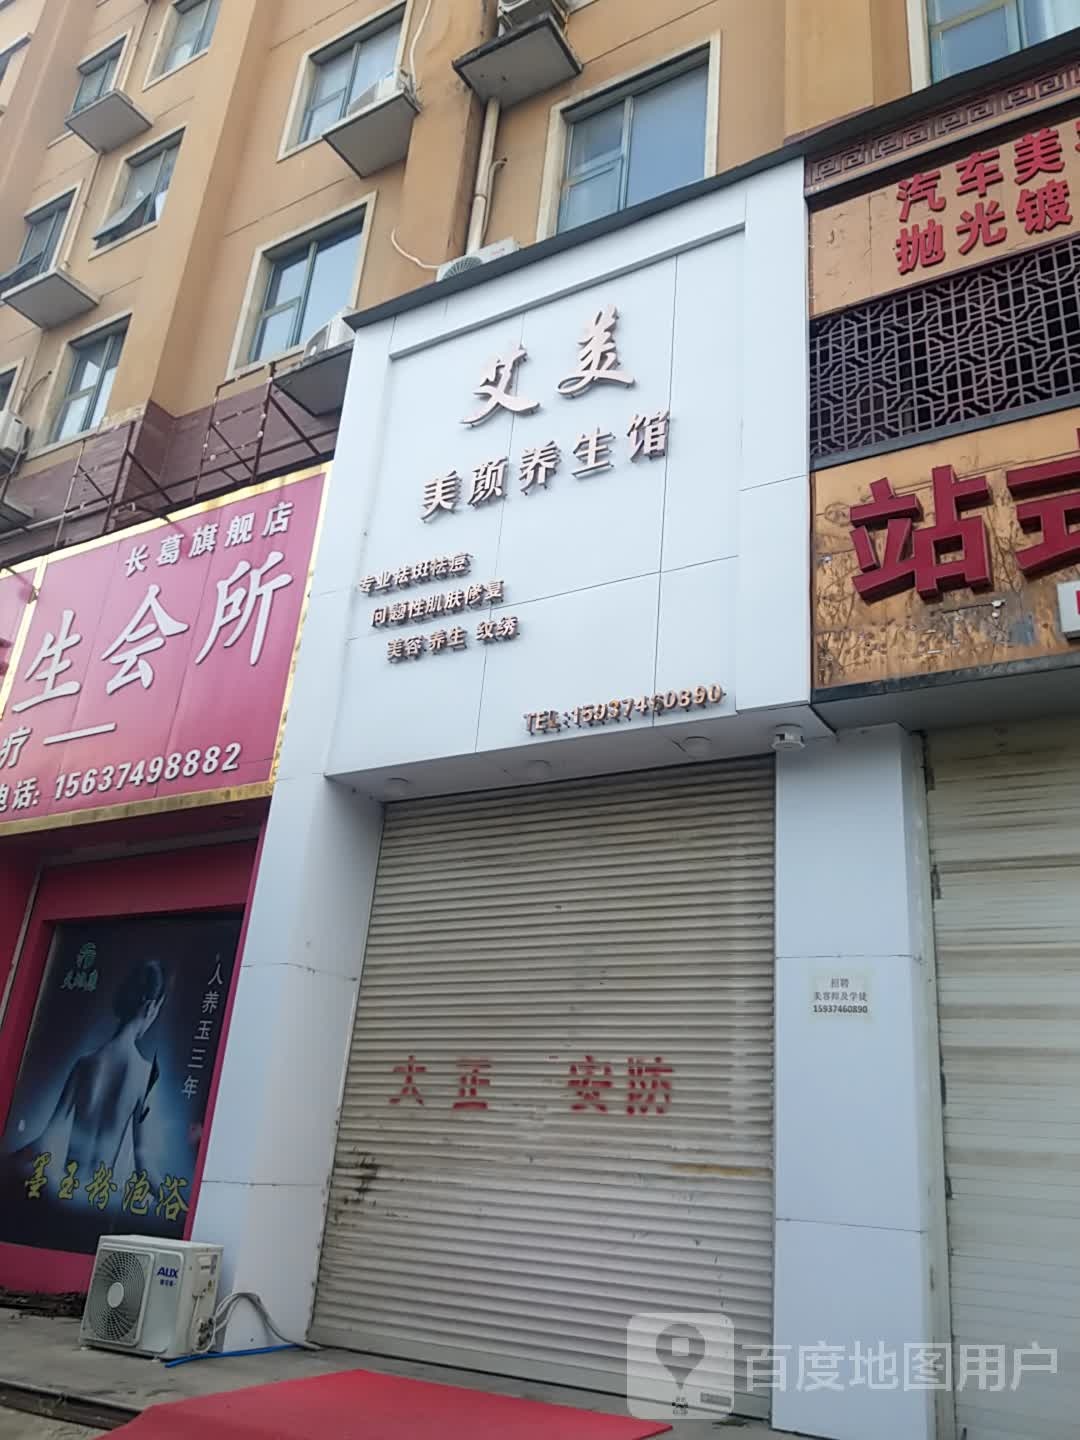 艾美
美颜养生馆
专业祛斑祛痘
问题性肌肤修复
美容 养生 纹绣
TEL:15937460890
长葛旗舰店
生会所
疗一
电话: 15637498882
人养玉三年
墨玉粉泡浴
AUX
汽车美
抛光镀
站式
招聘
美容师及学徒
15937460890
大正 安防
百度地图用户